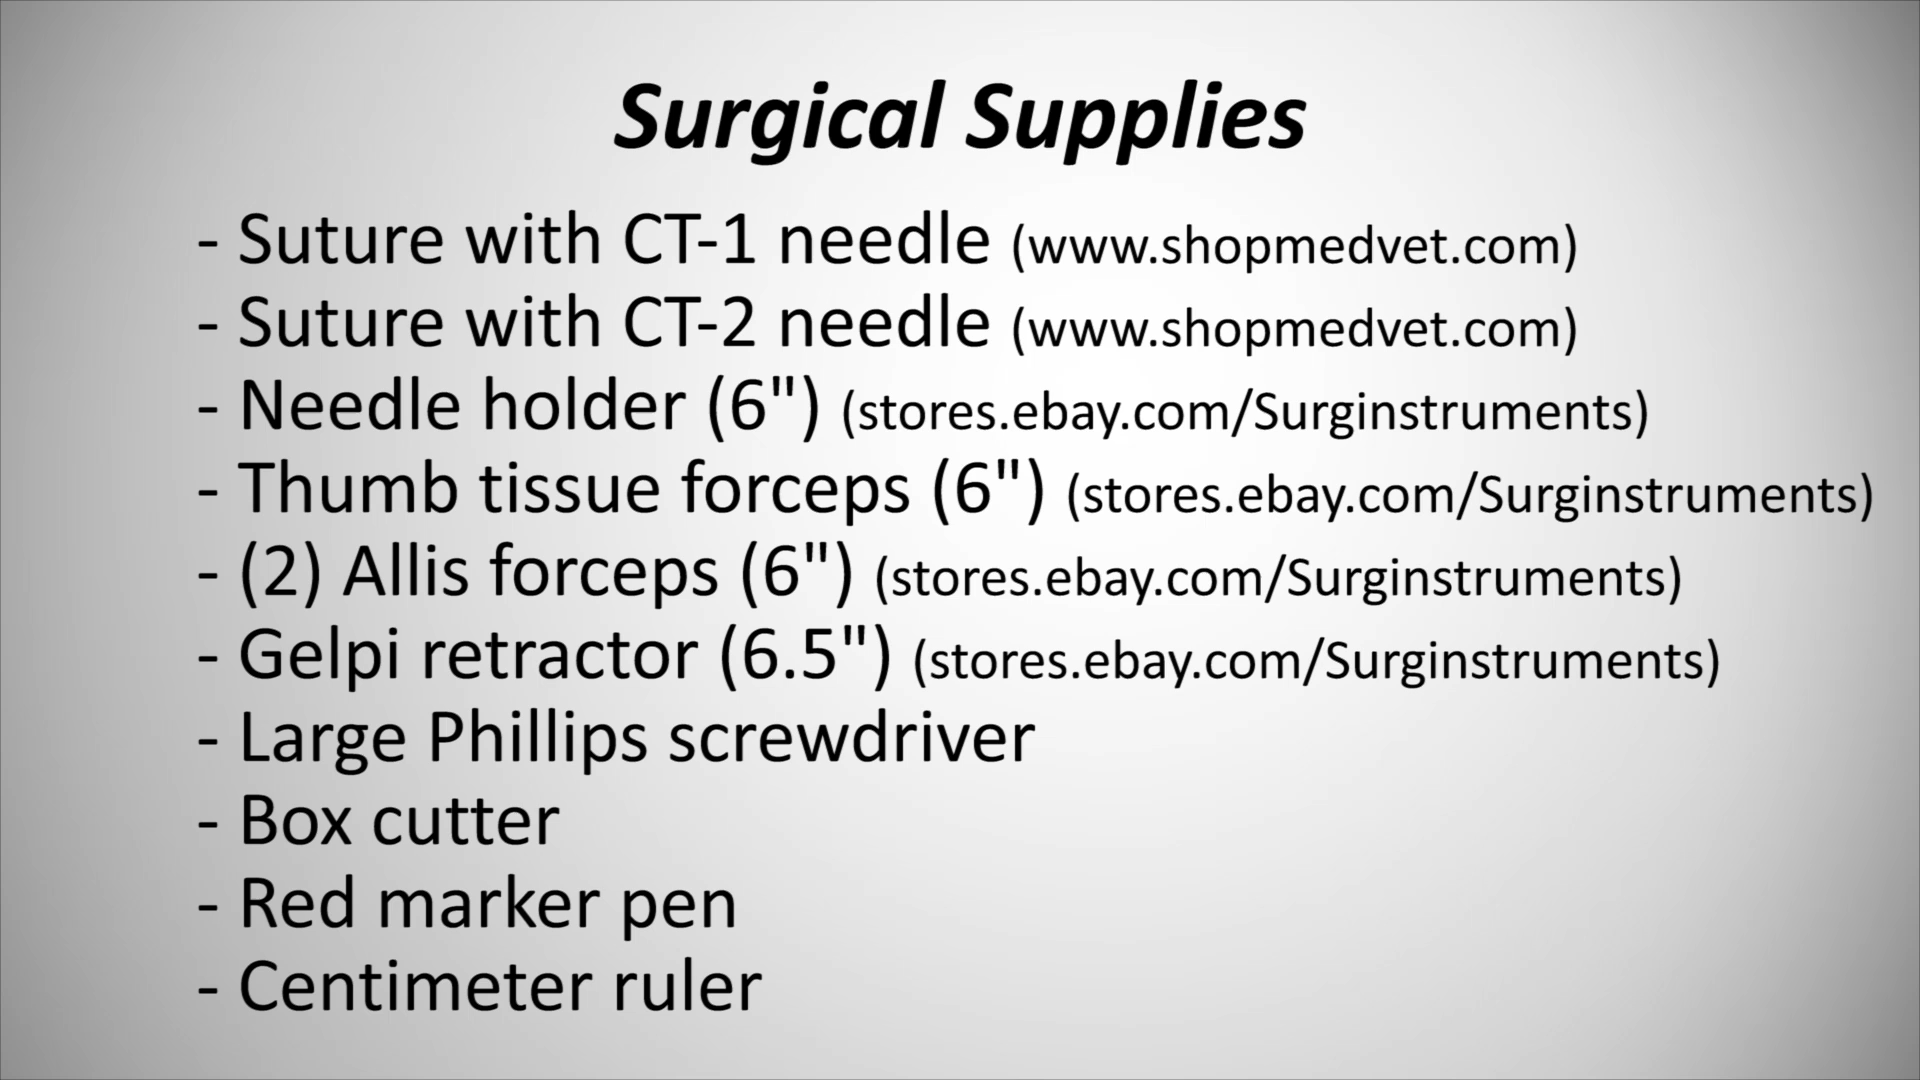 Surgical Supplies
- Suture with CT-1 needle (www.shopmedvet.com)
- Suture with CT-2 needle (www.shopmedvet.com)
- Needle holder (6") (stores.ebay.com/Surginstruments)
- Thumb tissue forceps (6") (stores.ebay.com/Surginstruments)
- (2) Allis forceps (6") (stores.ebay.com/Surginstruments)
- Gelpi retractor (6.5") (stores.ebay.com/Surginstruments)
- Large Phillips screwdriver
- Box cutter
- Red marker pen
- Centimeter ruler